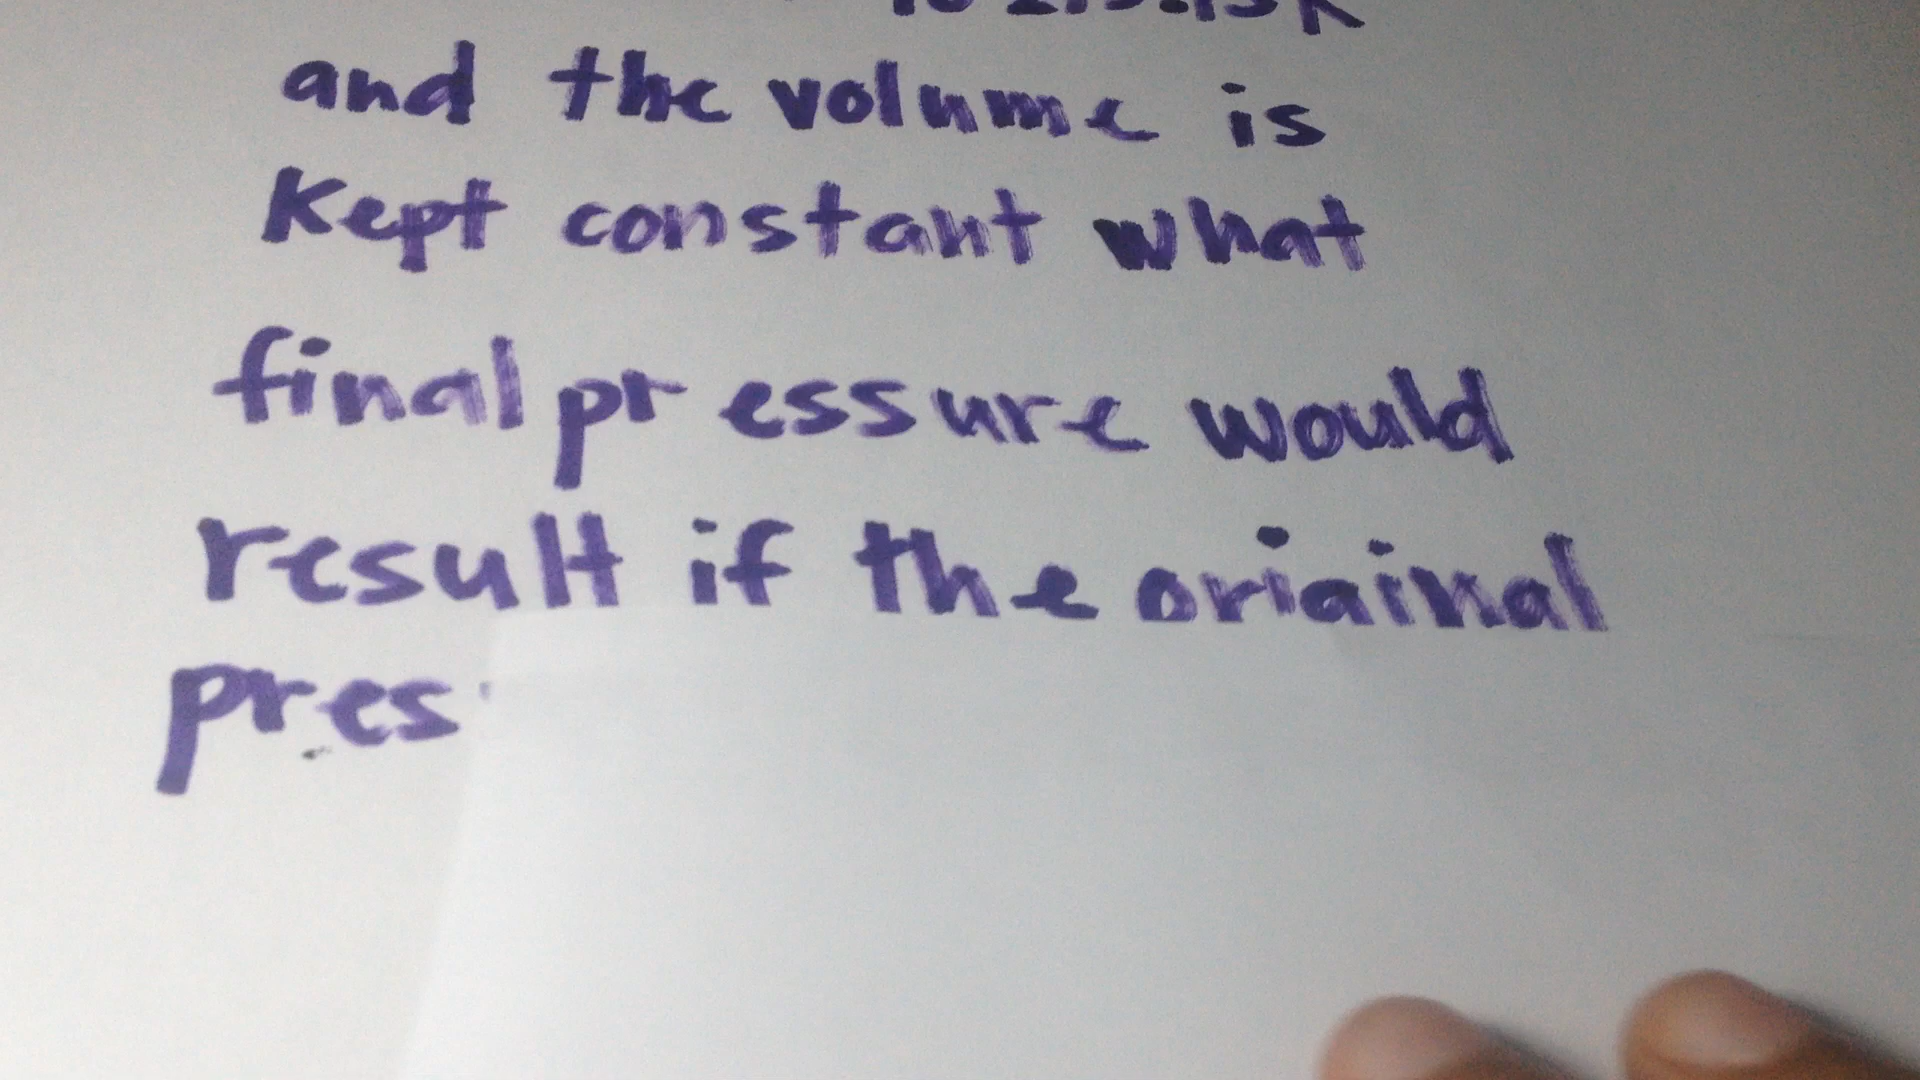 and the volume is
Kept constant what
final pressure would
result if the original
pres